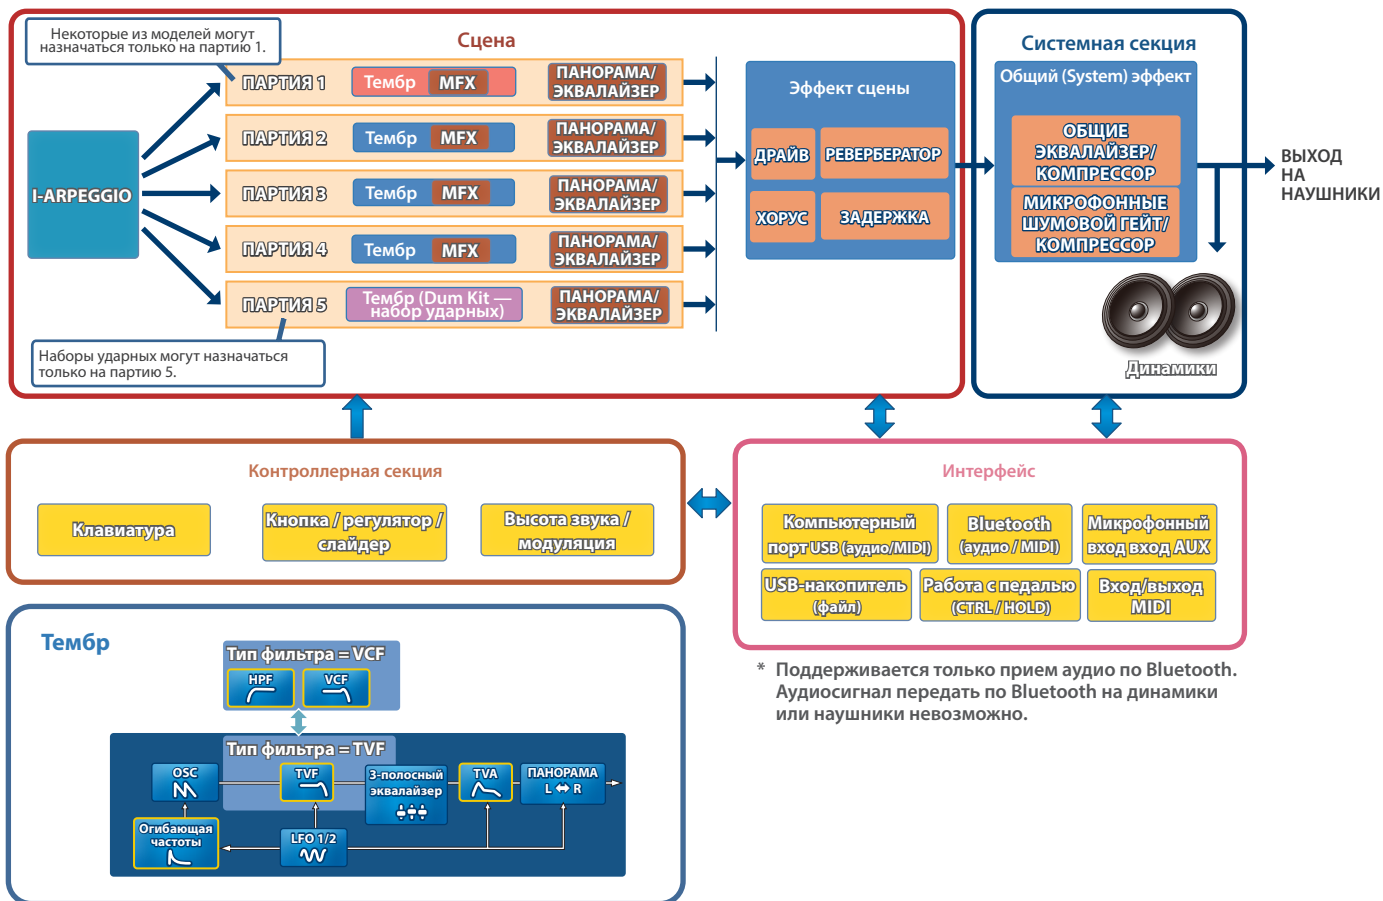 Некоторые из моделей могут
назначаться только на партию 1.
Сцена
I-ARPEGGIO
ПАРТИЯ 1
Тембр
MFX
ПАНОРАМА/
ЭКВАЛАЙЗЕР
ПАРТИЯ 2
Тембр
MFX
ПАНОРАМА/
ЭКВАЛАЙЗЕР
ПАРТИЯ 3
Тембр
MFX
ПАНОРАМА/
ЭКВАЛАЙЗЕР
ПАРТИЯ 4
Тембр
MFX
ПАНОРАМА/
ЭКВАЛАЙЗЕР
ПАРТИЯ 5
Тембр (Dum Kit —
набор ударных)
ПАНОРАМА/
ЭКВАЛАЙЗЕР
Наборы ударных могут назначаться
только на партию 5.
Эффект сцены
ДРАЙВ
РЕВЕРБЕРАТОР
ХОРУС
ЗАДЕРЖКА
Системная секция
Общий (System) эффект
ОБЩИЕ
ЭКВАЛАЙЗЕР/
КОМПРЕССОР
МИКРОФОННЫЕ
ШУМОВОЙ ГЕЙТ/
КОМПРЕССОР
ВЫХОД
НА
НАУШНИКИ
Динамики
Контроллерная секция
Клавиатура
Кнопка / регулятор /
слайдер
Высота звука /
модуляция
Интерфейс
Компьютерный
порт USB (аудио/MIDI)
Bluetooth
(аудио / MIDI)
Микрофонный
вход вход AUX
USB-накопитель
(файл)
Работа с педалью
(CTRL / HOLD)
Вход/выход
MIDI
* Поддерживается только прием аудио по Bluetooth.
Аудиосигнал передать по Bluetooth на динамики
или наушники невозможно.
Тембр
Тип фильтра = VCF
HPF
VCF
Тип фильтра = TVF
OSC
TVF
3-полосный
эквалайзер
TVA
ПАНОРАМА
L ⇔ R
Огибающая
частоты
LFO 1/2